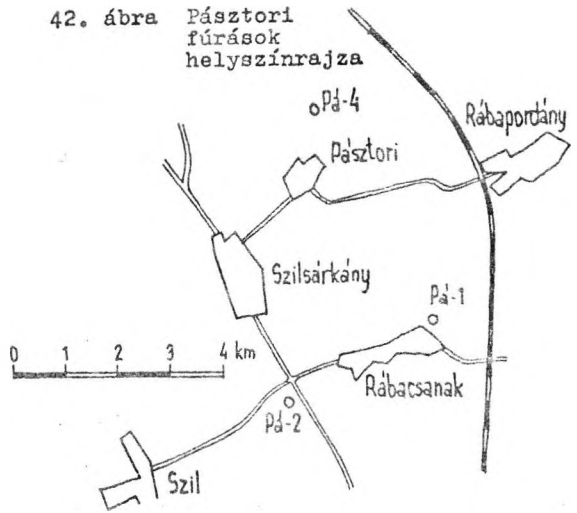 42. ábra Pásztori
fúrások
helyszínrajza
Pá-4
Rábapordány
Pásztori
Szilsárkány
Pá-1
0 1 2 3 4 km
Rábacsanak
Pá-2
Szil